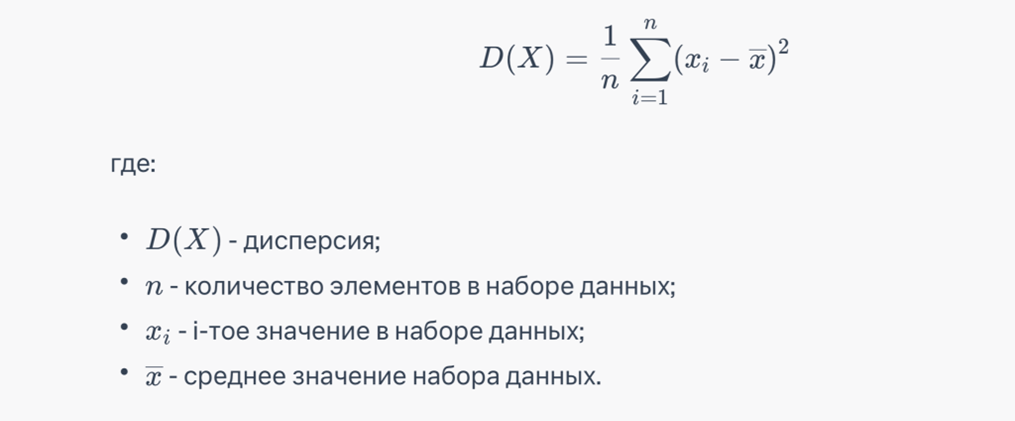 D(X) = \frac{1}{n} \sum_{i=1}^{n} (x_i - \overline{x})^2
где:
• D(X) - дисперсия;
• n - количество элементов в наборе данных;
• x_i - i-тое значение в наборе данных;
• \overline{x} - среднее значение набора данных.